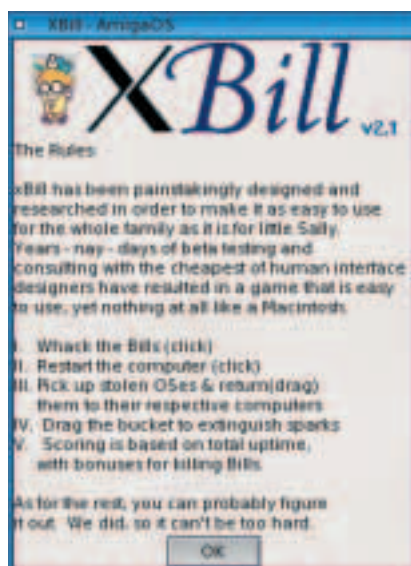 XBill - AmigaOS
XBill v2.1
The Rules
xBill has been painstakingly designed and
researched in order to make it as easy to use
for the whole family as it is for little Sally.
Years - nay - days of beta testing and
consulting with the cheapest of human interface
designers have resulted in a game that is easy
to use, yet nothing at all like a Macintosh.
I. Whack the Bills (click)
II. Restart the computer (click)
III. Pick up stolen OSes & return(drag)
them to their respective computers
IV. Drag the bucket to extinguish sparks
V. Scoring is based on total uptime,
with bonuses for killing Bills.
As for the rest, you can probably figure
it out. We did, so it can't be too hard.
OK